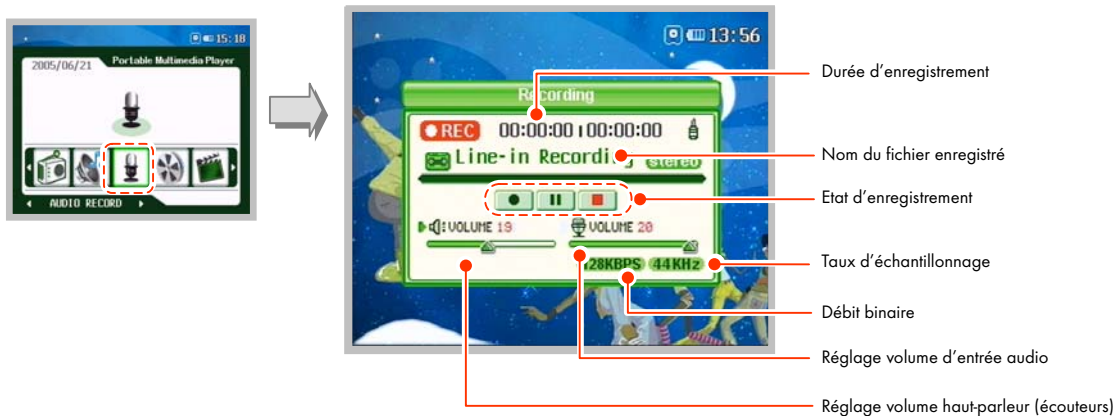 15:18
2005/06/21 Portable Multimedia Player
AUDIO RECORD
13:56
Recording
REC 00:00:00 00:00:00
Line-in Recordi stereo
VOLUME 19 VOLUME 20
128KBPS 44KHz
Durée d'enregistrement
Nom du fichier enregistré
Etat d'enregistrement
Taux d'échantillonnage
Débit binaire
Réglage volume d'entrée audio
Réglage volume haut-parleur (écouteurs)